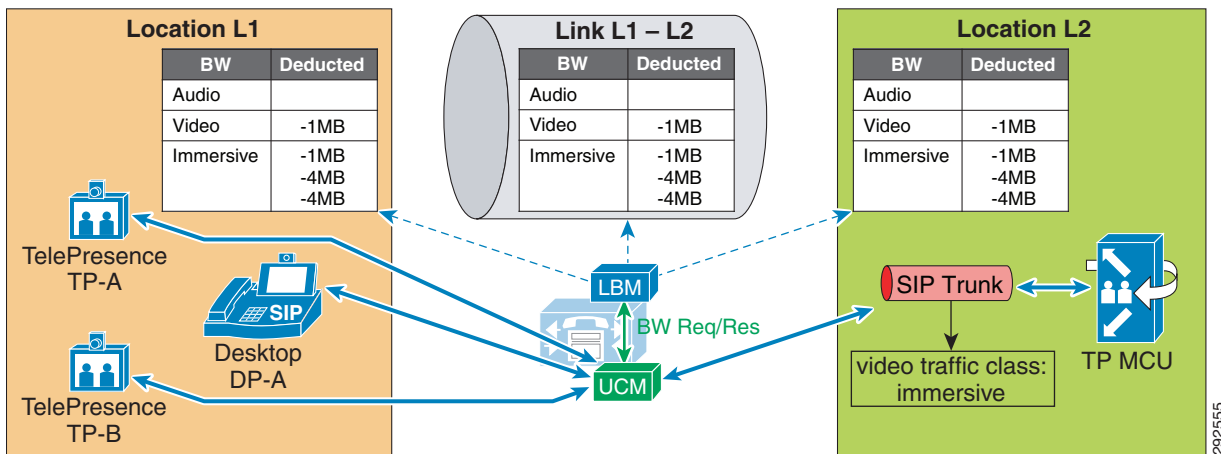 Location L1
BW Deducted
Audio
Video -1MB
Immersive -1MB
-4MB
-4MB
Link L1 – L2
BW Deducted
Audio
Video -1MB
Immersive -1MB
-4MB
-4MB
Location L2
BW Deducted
Audio
Video -1MB
Immersive -1MB
-4MB
-4MB
TelePresence
TP-A
SIP
Desktop
DP-A
TelePresence
TP-B
LBM
BW Req/Res
UCM
SIP Trunk
video traffic class:
immersive
TP MCU
292555